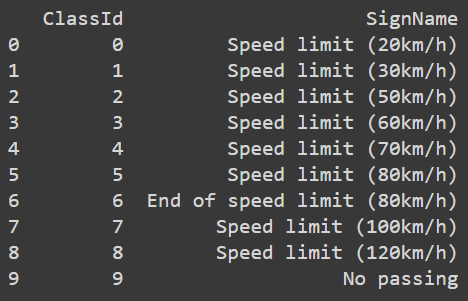 ClassId SignName
0 0 Speed limit (20km/h)
1 1 Speed limit (30km/h)
2 2 Speed limit (50km/h)
3 3 Speed limit (60km/h)
4 4 Speed limit (70km/h)
5 5 Speed limit (80km/h)
6 6 End of speed limit (80km/h)
7 7 Speed limit (100km/h)
8 8 Speed limit (120km/h)
9 9 No passing